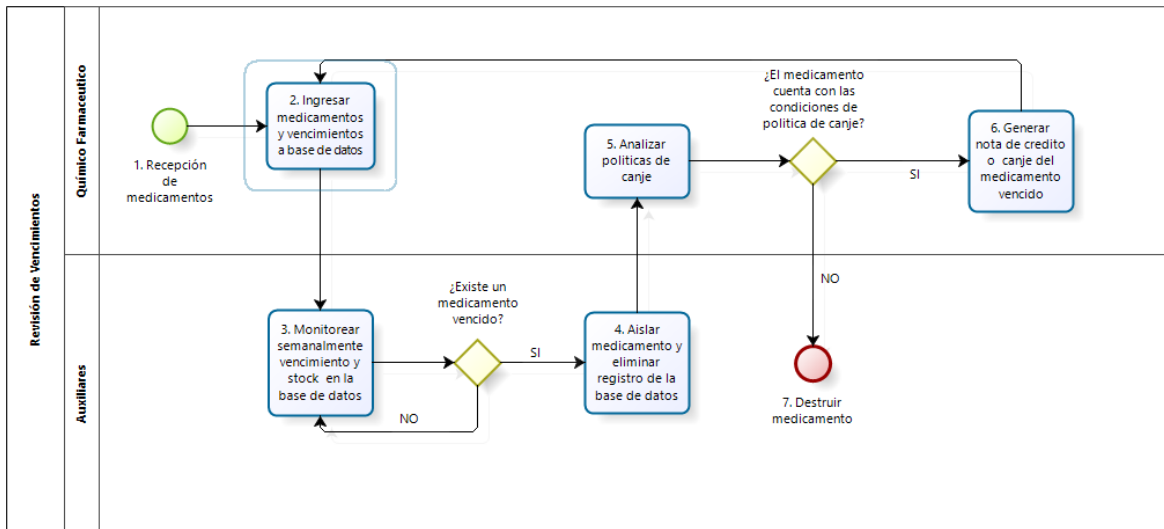 Revisión de Vencimientos
Químico Farmaceutico
1. Recepción
de
medicamentos
2. Ingresar
medicamentos
y vencimientos
a base de datos
5. Analizar
politicas de
canje
¿El medicamento
cuenta con las
condiciones de
politica de canje?
SI
6. Generar
nota de credito
o canje del
medicamento
vencido
NO
Auxiliares
3. Monitorear
semanalmente
vencimiento y
stock en la
base de datos
¿Existe un
medicamento
vencido?
SI
NO
4. Aislar
medicamento y
eliminar
registro de la
base de datos
7. Destruir
medicamento